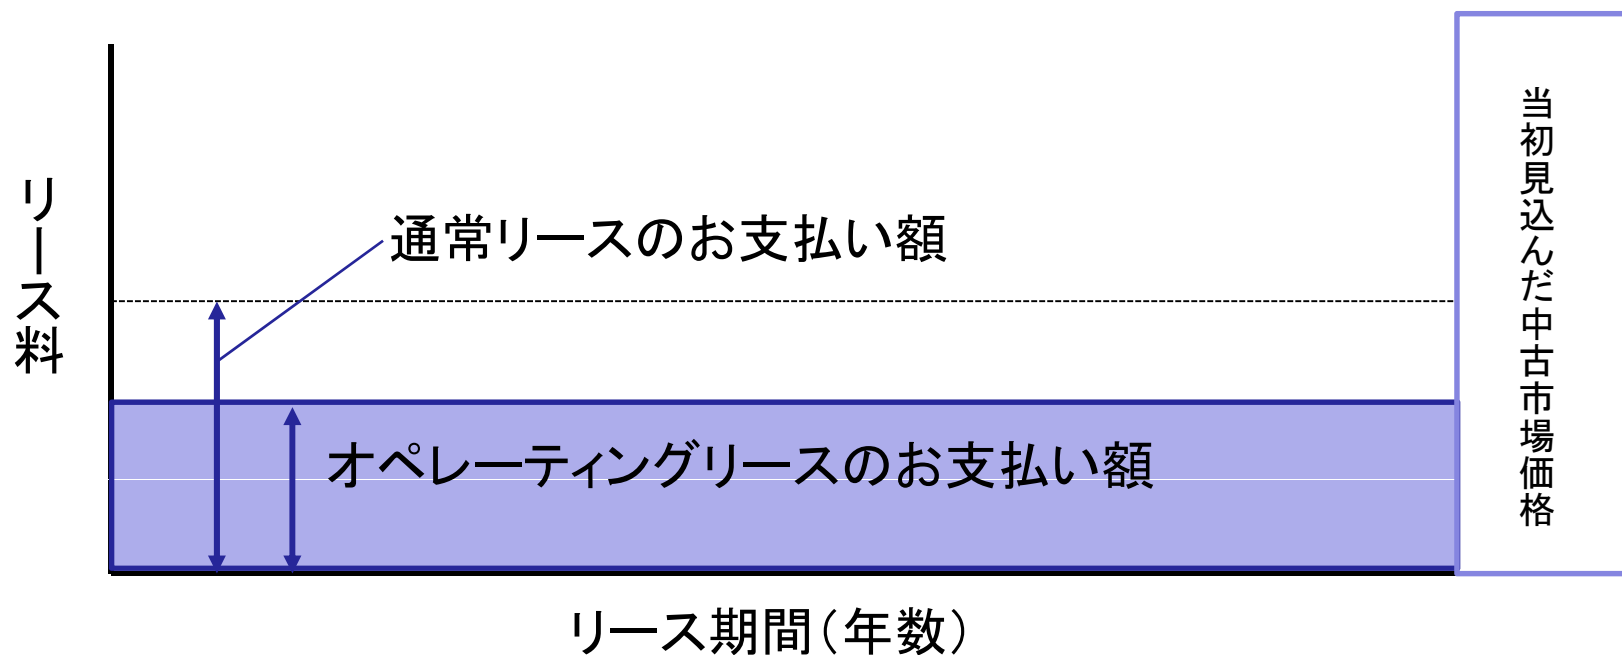 リース料
通常リースのお支払い額
オペレーティングリースのお支払い額
当初見込んだ中古市場価格
リース期間(年数)